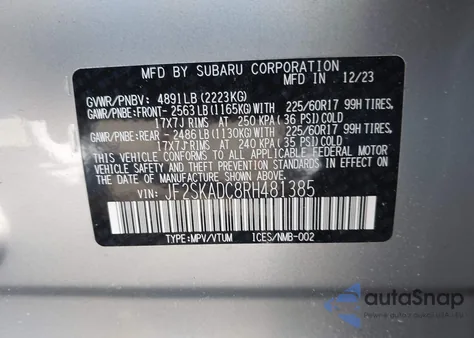 MFD BY SUBARU CORPORATION
GVWR/PNBV: 4891LB(2223KG) IN 12/23
GAWR/PNBE:FRONT- 2563LB(1165KG)WITH 225/60R17 99H TIRES,
17X7J RIMS AT 250 KPA (36 PSI)COLD
GAWR/PNBE:REAR - 2486LB(1130KG)WITH 225/60R17 99H TIRES,
17X7J RIMS AT 240 KPA (35 PSI)COLD
THIS VEHICLE CONFORMS TO ALL APPLICABLE FEDERAL MOTOR
VEHICLE SAFETY, BUMPER, AND THEFT PREVENTION
STANDARDS IN EFFECT ON THE DATE OF MANUFACTURE SHOWN ABOVE.
VIN: JF2SKADC8RH481385
TYPE:MPV/VTUM ICES/NMB-002
autoSnap
Powered by AutoBidMaster